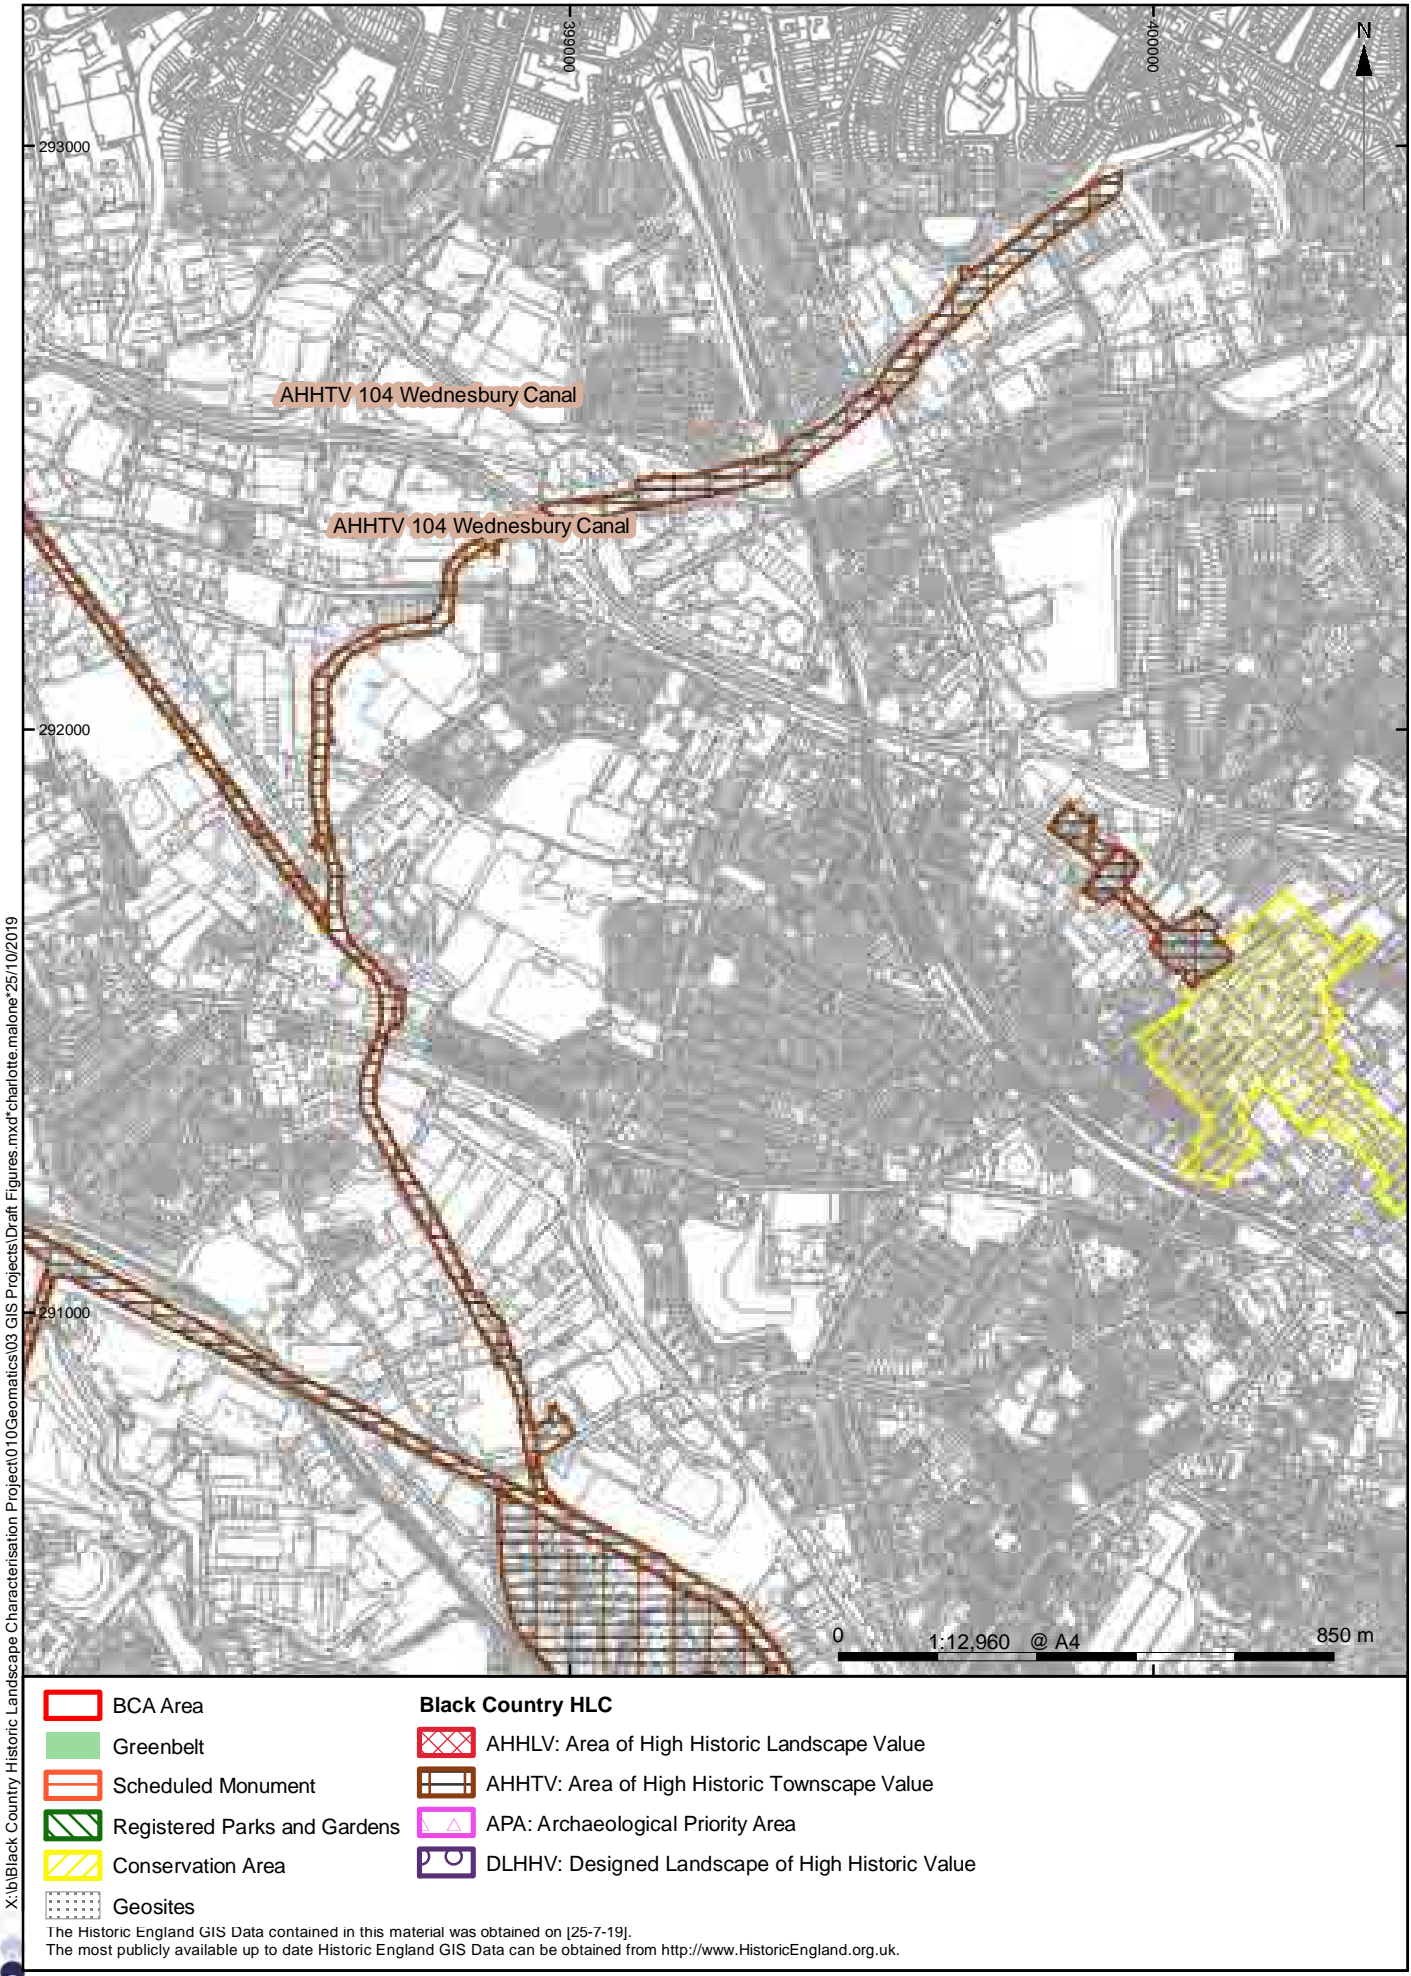 399000
400000
N
293000
AHHTV 104 Wednesbury Canal
AHHTV 104 Wednesbury Canal
292000
291000
0
1:12,960 @ A4
850 m
X:\b\Black Country Historic Landscape Characterisation Project\010Geomatics\03 GIS Projects\Draft Figures.mxd*charlotte.malone*25/10/2019
BCA Area
Greenbelt
Scheduled Monument
Registered Parks and Gardens
Conservation Area
Geosites
Black Country HLC
AHHLV: Area of High Historic Landscape Value
AHHTV: Area of High Historic Townscape Value
APA: Archaeological Priority Area
DLHHV: Designed Landscape of High Historic Value
The Historic England GIS Data contained in this material was obtained on [25-7-19].
The most publicly available up to date Historic England GIS Data can be obtained from http://www.HistoricEngland.org.uk.